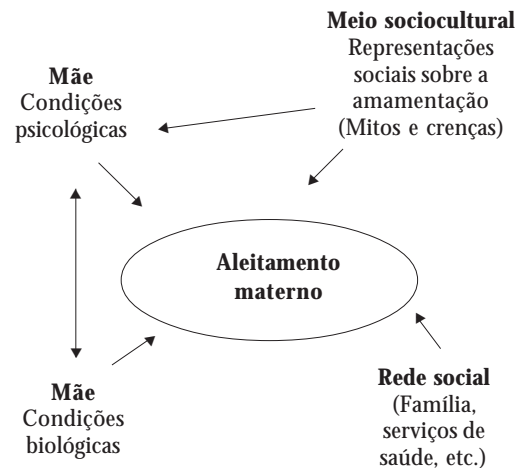 Meio sociocultural
Representações
sociais sobre a
amamentação
(Mitos e crenças)
Mãe
Condições
psicológicas
Aleitamento
materno
Mãe
Condições
biológicas
Rede social
(Família,
serviços de
saúde, etc.)